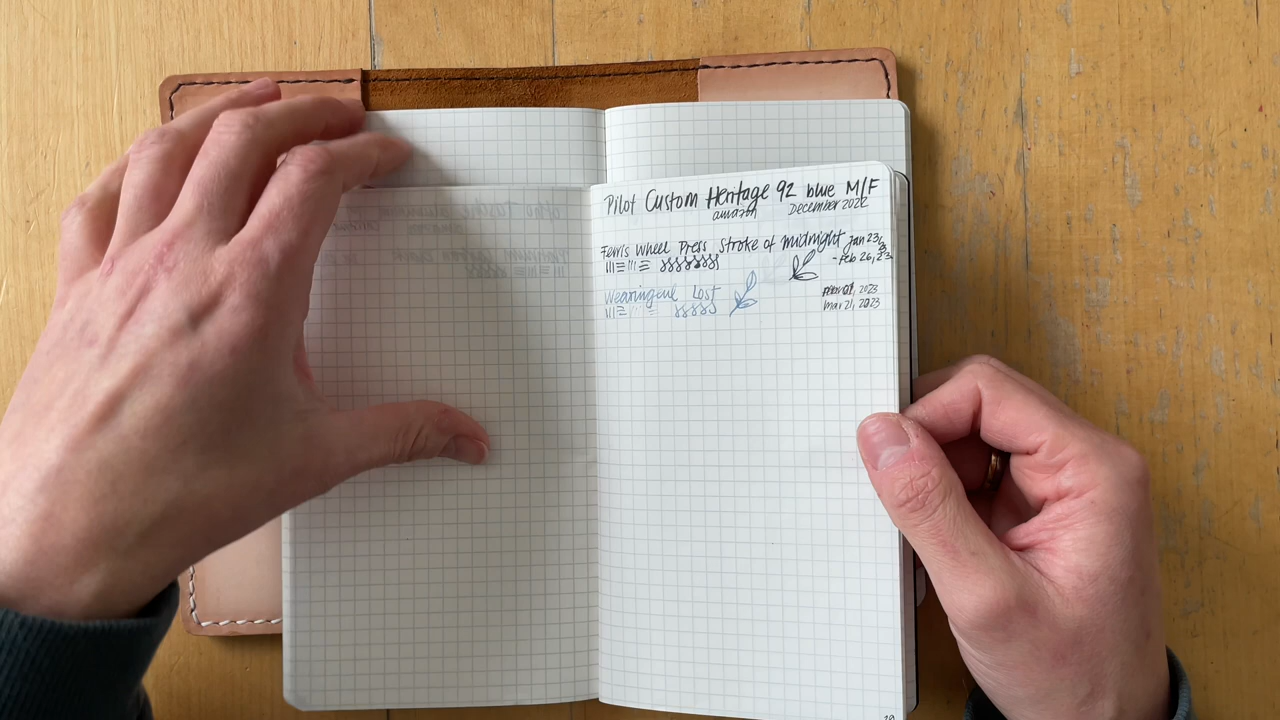 Pilot Custom Heritage 92 blue M/F
amazon December 2022
Ferris Wheel Press Stroke of midnight Jan 23,
- Feb 26, 23
Wearingeul Lost
2023
Mar 21, 2023